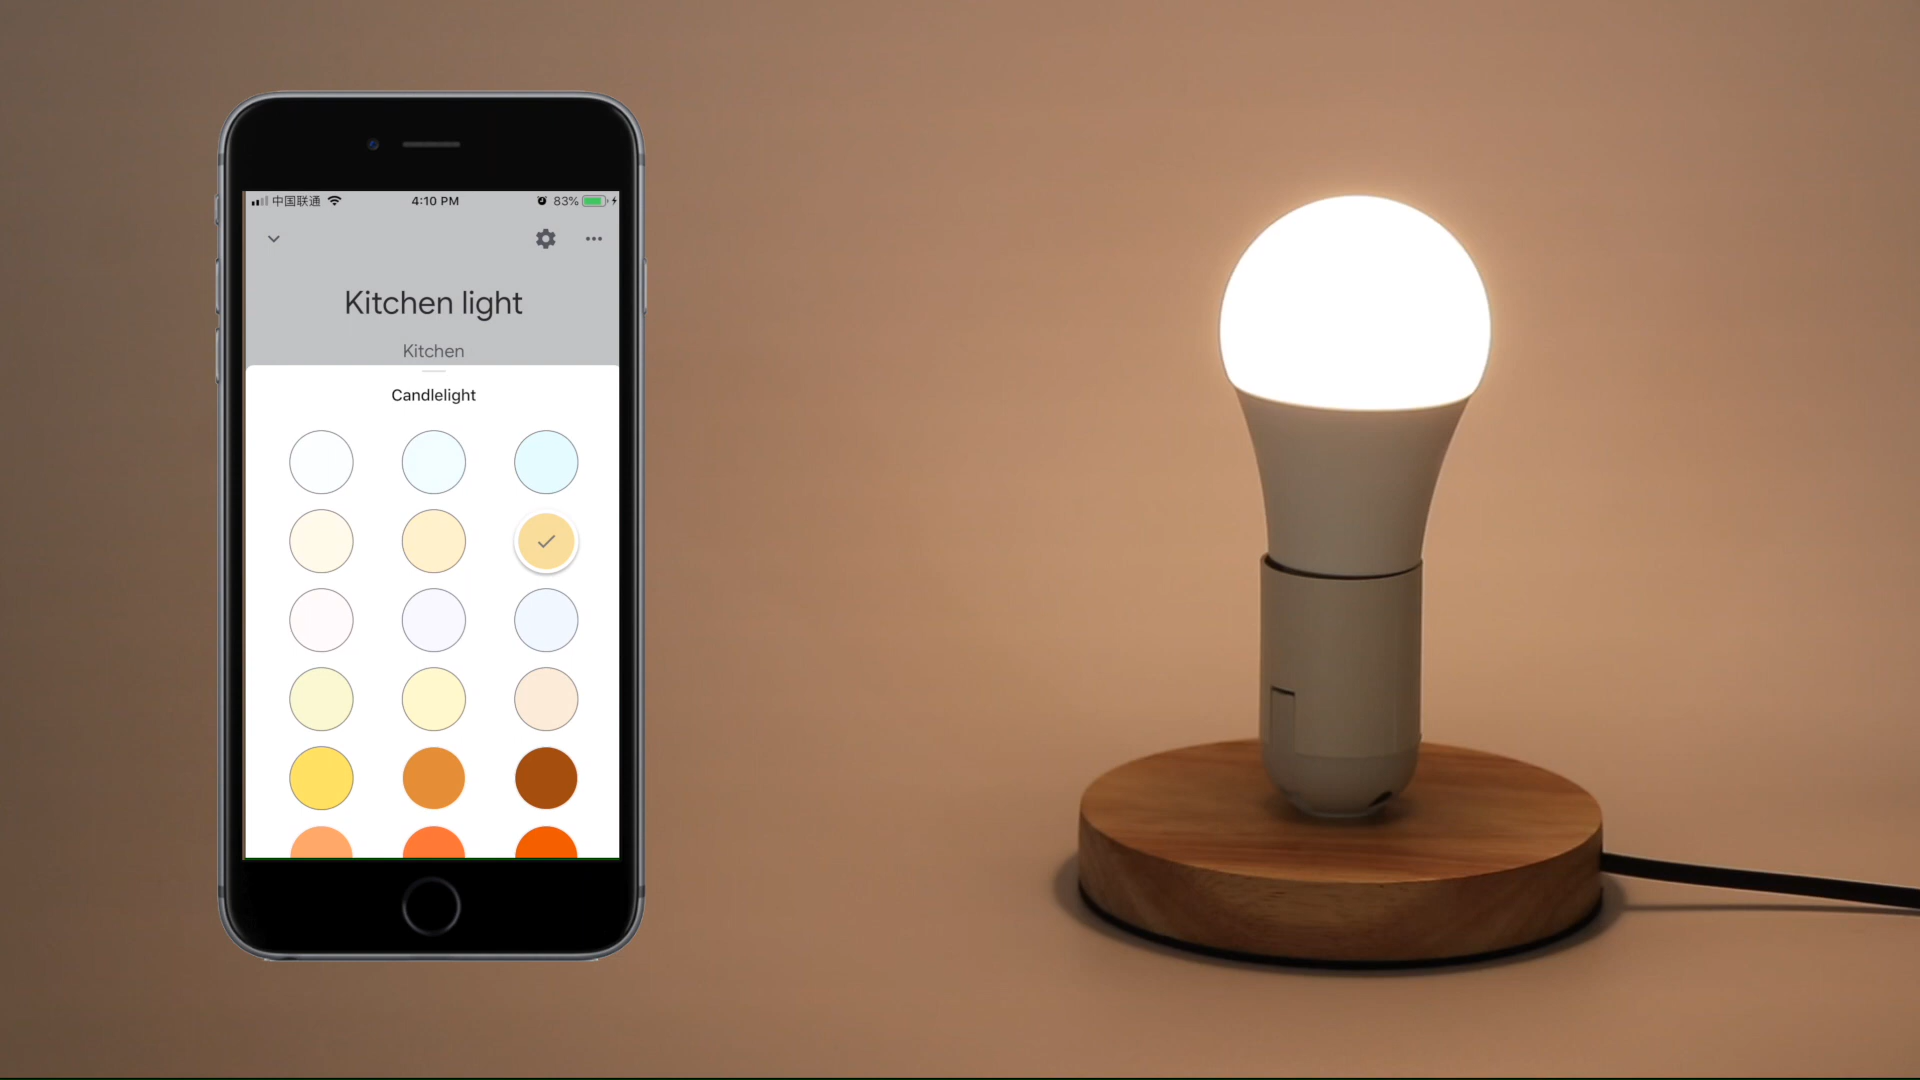 中国联通
4:10 PM
83%
Kitchen light
Kitchen
Candlelight